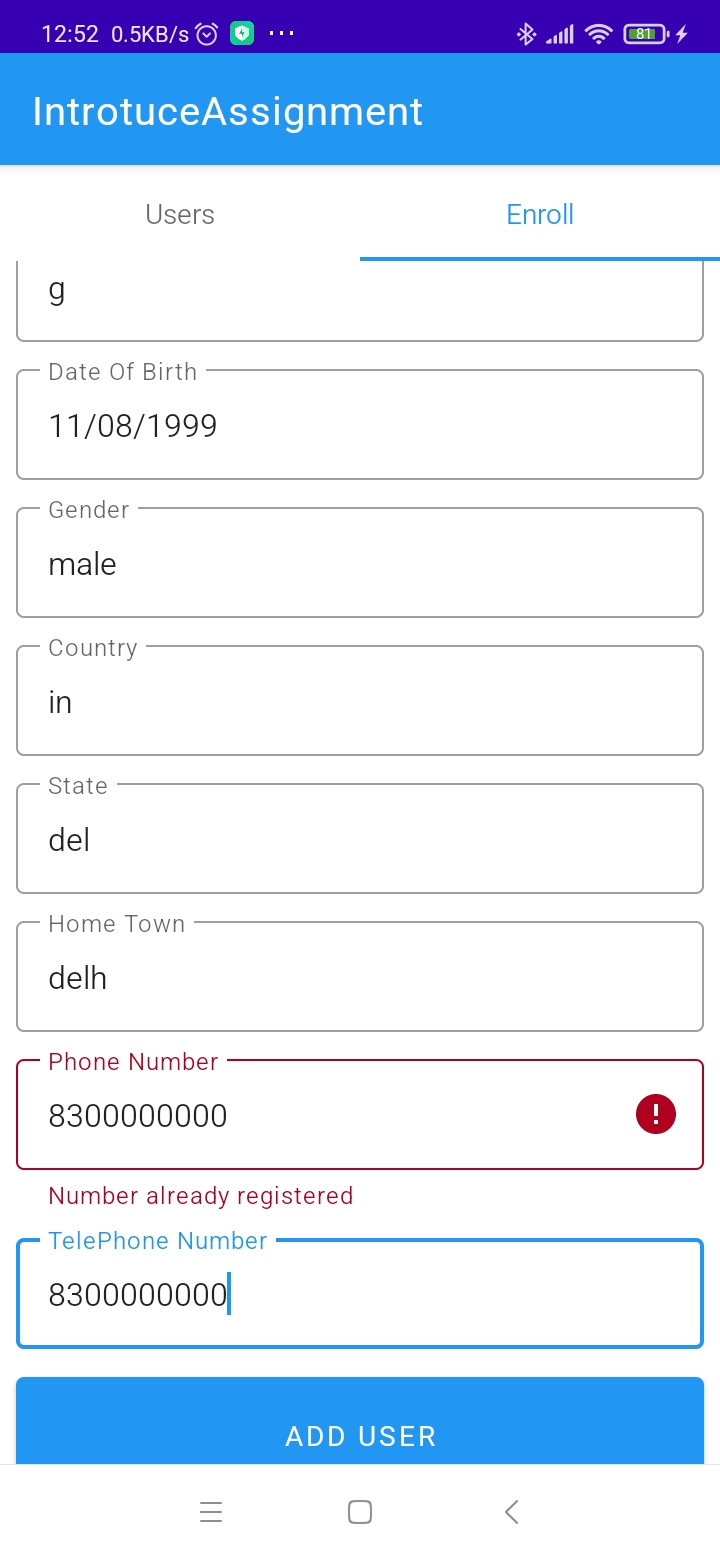 12:52 0.5KB/s ... 81
IntrotuceAssignment
Users Enroll
g
Date Of Birth
11/08/1999
Gender
male
Country
in
State
del
Home Town
delh
Phone Number
8300000000
Number already registered
TelePhone Number
8300000000
ADD USER